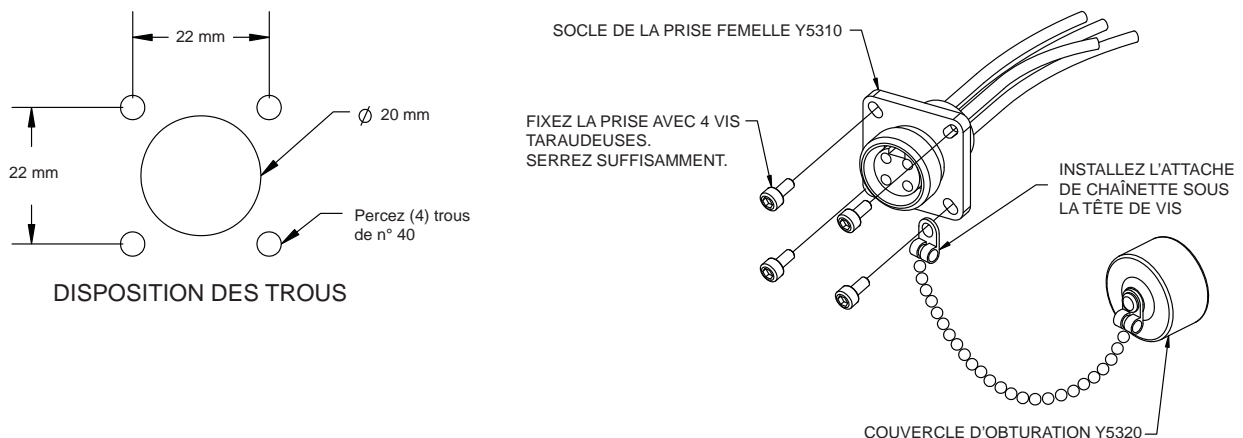 22 mm
Ø 20 mm
22 mm
Percez (4) trous
de n° 40
DISPOSITION DES TROUS
SOCLE DE LA PRISE FEMELLE Y5310
FIXEZ LA PRISE AVEC 4 VIS
TARAUDEUSES.
SERREZ SUFFISAMMENT.
INSTALLEZ L'ATTACHE
DE CHAÎNETTE SOUS
LA TÊTE DE VIS
COUVERCLE D'OBTURATION Y5320